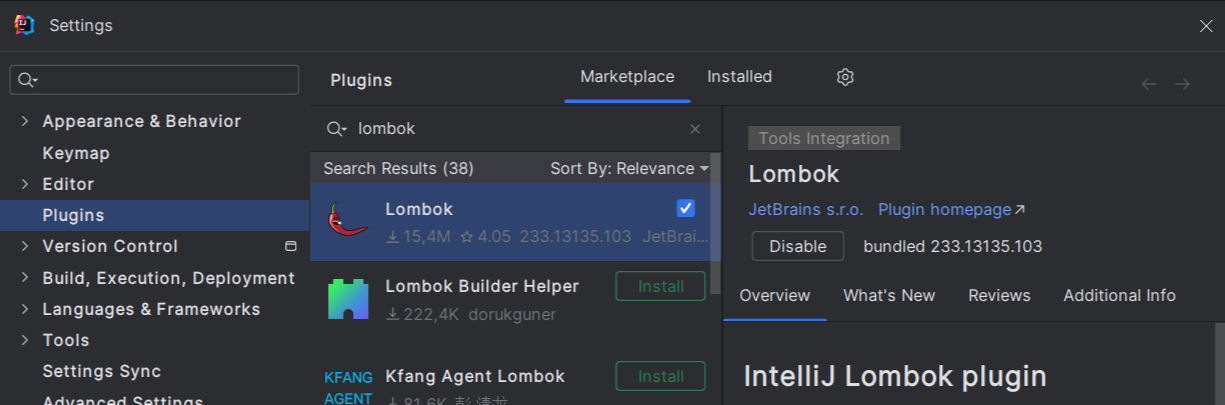 Settings
Plugins
Marketplace
Installed
Appearance & Behavior
Keymap
Editor
Plugins
Version Control
Build, Execution, Deployment
Languages & Frameworks
Tools
Settings Sync
Advanced Settings
lombok
Search Results (38)
Sort By: Relevance
Lombok
15,4M 4.05 233.13135.103 JetBrai...
Lombok Builder Helper
Install
222,4K dorukguner
KFANG
AGENT
Kfang Agent Lombok
Install
81,6K 彭 清龙
Tools Integration
Lombok
JetBrains s.r.o. Plugin homepage
Disable
bundled 233.13135.103
Overview
What's New
Reviews
Additional Info
IntelliJ Lombok plugin